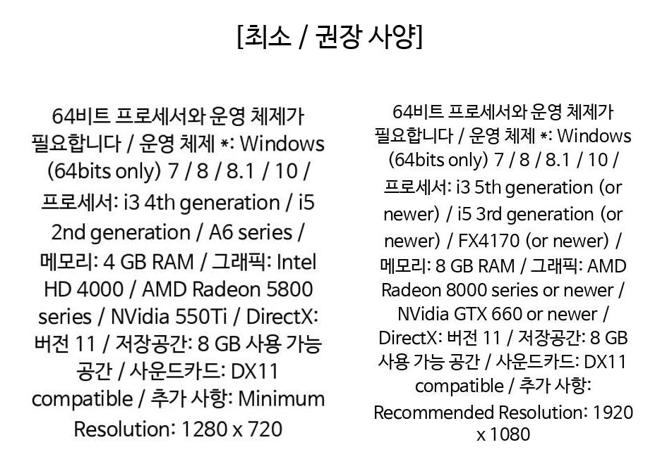 [최소 / 권장 사양]
64비트 프로세서와 운영 체제가
필요합니다 / 운영 체제 *: Windows
(64bits only) 7 / 8 / 8.1 / 10 /
프로세서: i3 4th generation / i5
2nd generation / A6 series /
메모리: 4 GB RAM / 그래픽: Intel
HD 4000 / AMD Radeon 5800
series / NVidia 550Ti / DirectX:
버전 11 / 저장공간: 8 GB 사용 가능
공간 / 사운드카드: DX11
compatible / 추가 사항: Minimum
Resolution: 1280 x 720
64비트 프로세서와 운영 체제가
필요합니다 / 운영 체제 *: Windows
(64bits only) 7 / 8 / 8.1 / 10 /
프로세서: i3 5th generation (or
newer) / i5 3rd generation (or
newer) / FX4170 (or newer) /
메모리: 8 GB RAM / 그래픽: AMD
Radeon 8000 series or newer /
NVidia GTX 660 or newer /
DirectX: 버전 11 / 저장공간: 8 GB
사용 가능 공간 / 사운드카드: DX11
compatible / 추가 사항:
Recommended Resolution: 1920
x 1080